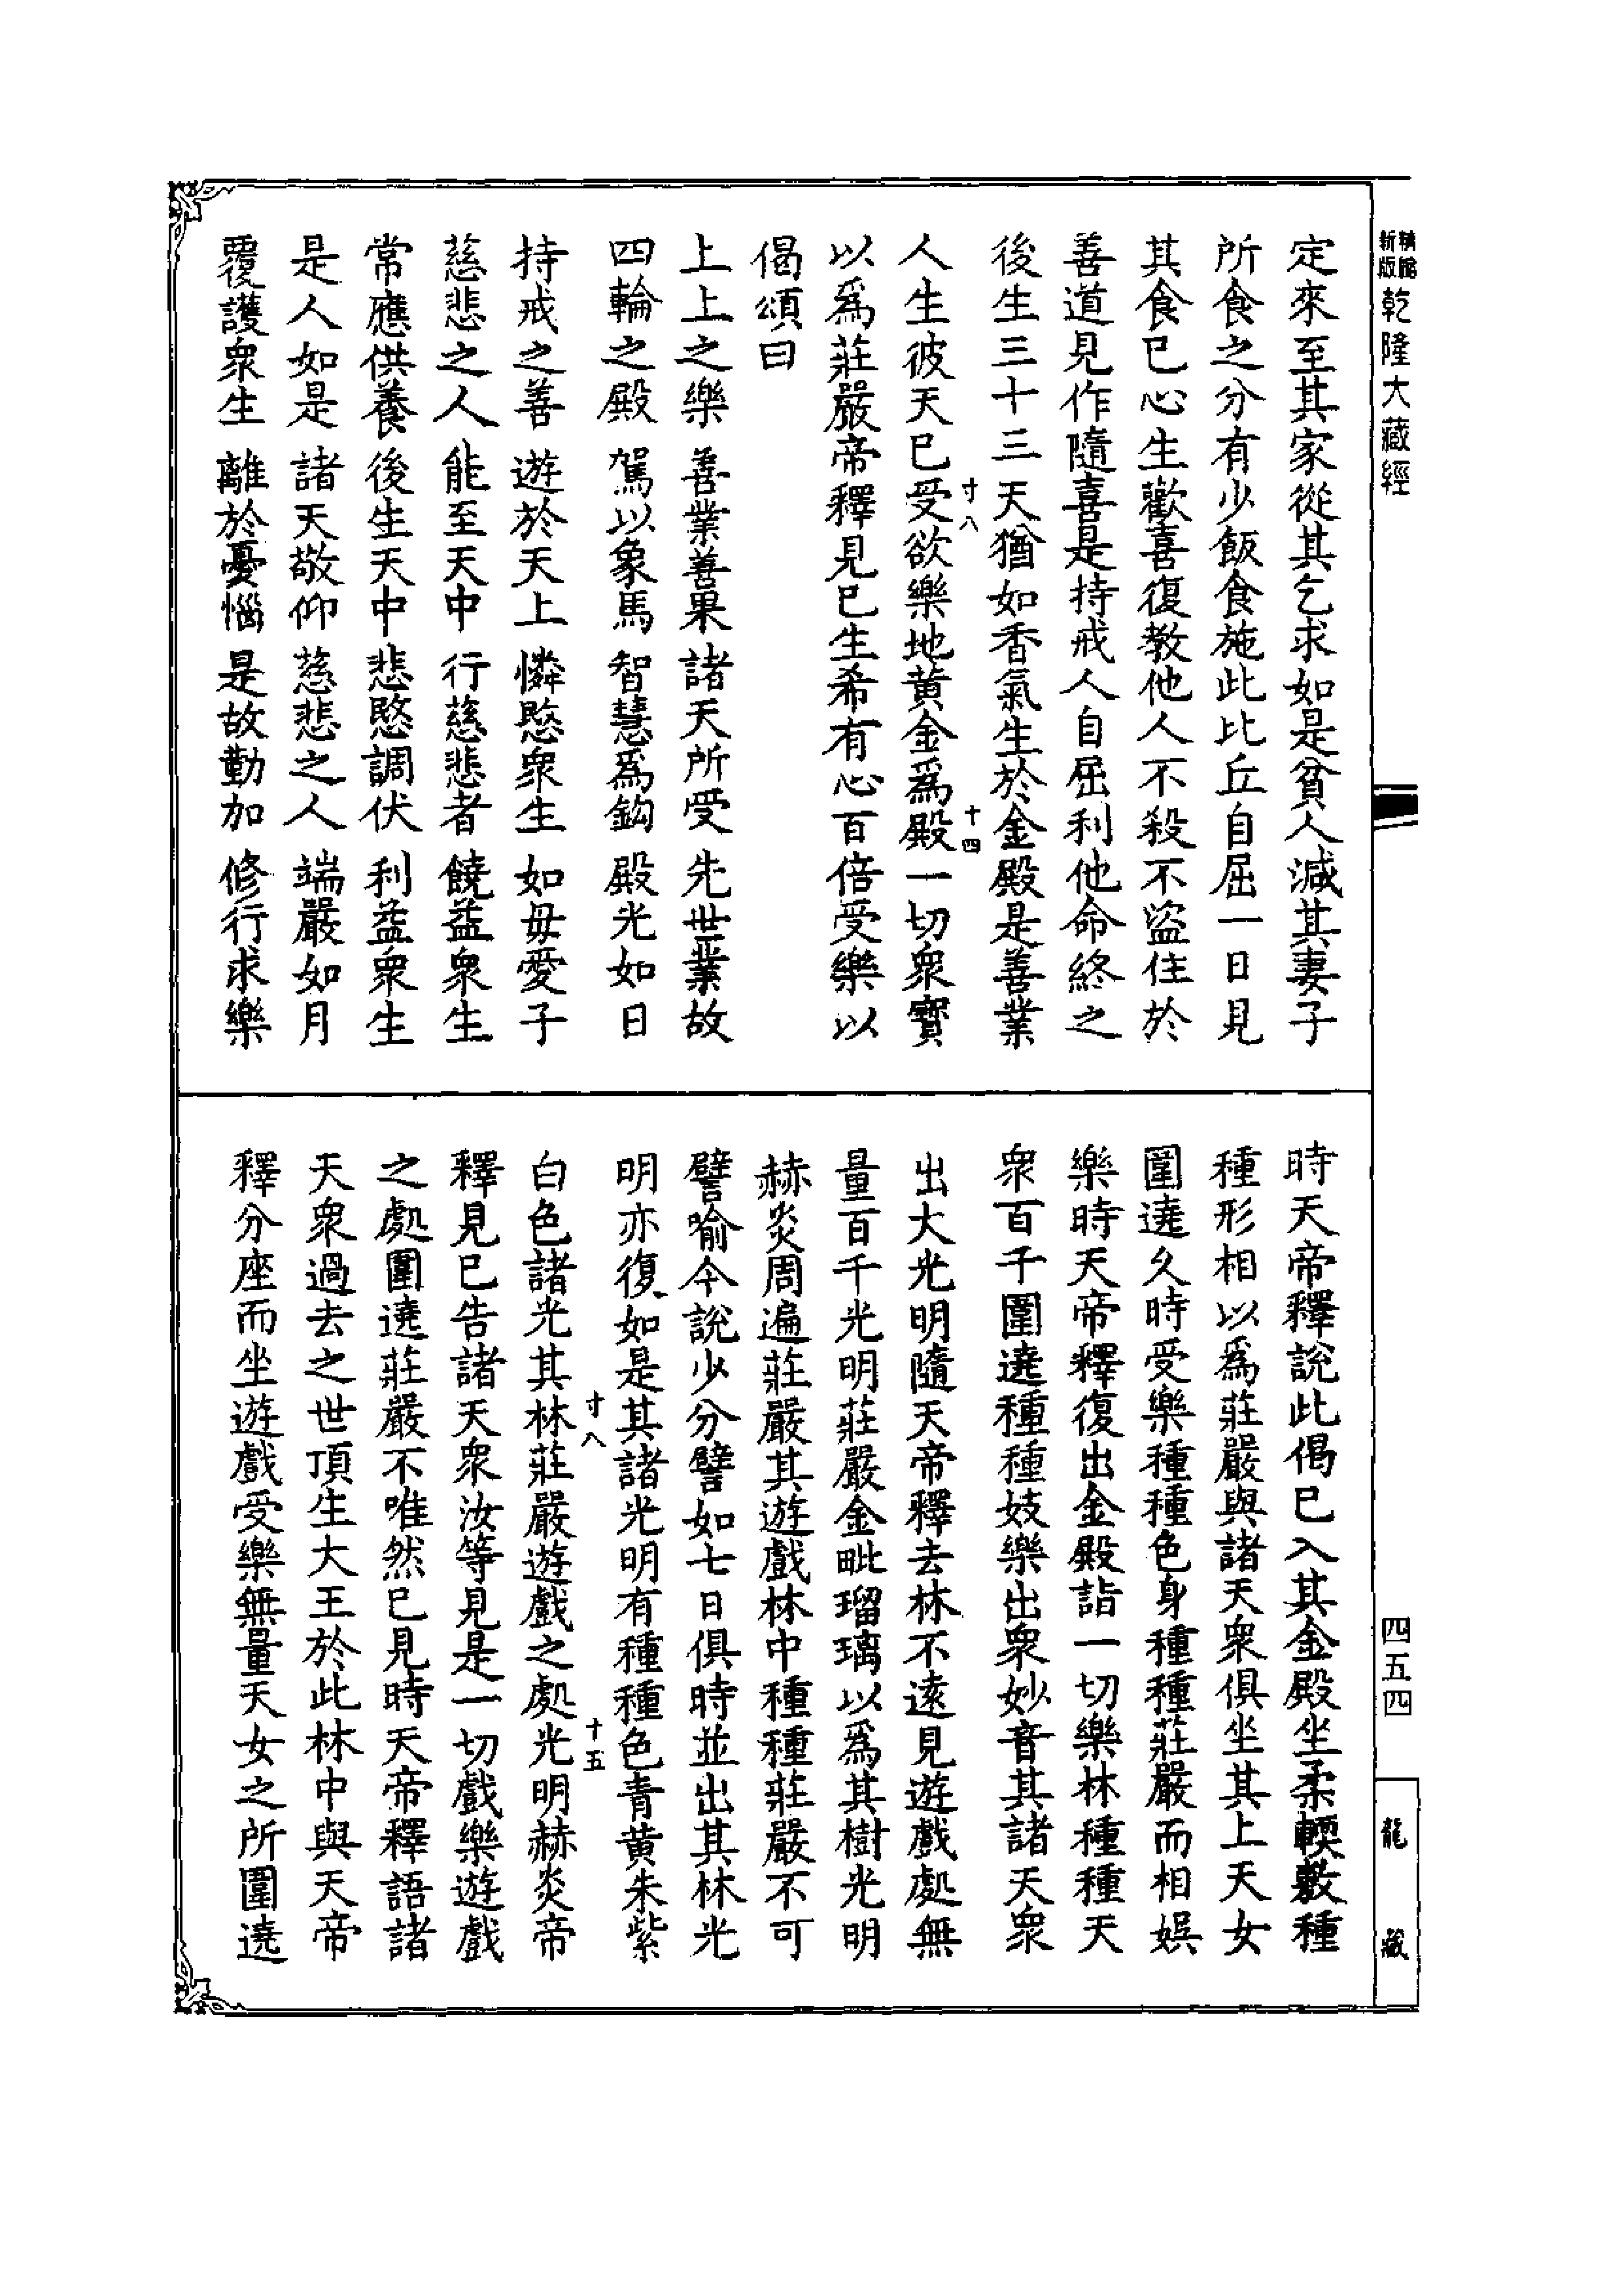 新版 精縮 乾隆大藏經
定來至其家從其乞求如是貧人減其妻子
所食之分有少飯食施此比丘自屈一日見
其食已心生歡喜復教他人不殺不盜住於
善道見作隨喜是持戒人自屈利他命終之
後生三十三天猶如香氣生於金殿是善業
寸八 十四
人生彼天已受欲樂地黃金爲殿一切衆寶
以爲莊嚴帝釋見已生希有心百倍受樂以
偈頌曰
上上之樂 善業善果 諸天所受 先世業故
四輪之殿 駕以象馬 智慧爲鈎 殿光如日
持戒之善 遊於天上 憐愍衆生 如母愛子
慈悲之人 能至天中 行慈悲者 饒益衆生
常應供養 後生天中 悲愍調伏 利益衆生
是人如是 諸天敬仰 慈悲之人 端嚴如月
覆護衆生 離於憂惱 是故勤加 修行求樂
時天帝釋說此偈已入其金殿坐柔輭敷種
種形相以爲莊嚴與諸天衆俱坐其上天女
圍遶久時受樂種種色身種種莊嚴而相娛
樂時天帝釋復出金殿詣一切樂林種種天
衆百千圍遶種種妓樂出衆妙音其諸天衆
出大光明隨天帝釋去林不遠見遊戲處無
量百千光明莊嚴金毗瑠璃以爲其樹光明
赫炎周遍莊嚴其遊戲林中種種莊嚴不可
譬喻今說少分譬如七日俱時並出其林光
明亦復如是其諸光明有種種色青黃朱紫
寸八 十五
白色諸光其林莊嚴遊戲之處光明赫炎帝
釋見已告諸天衆汝等見是一切戲樂遊戲
之處圍遶莊嚴不唯然已見時天帝釋語諸
天衆過去之世頂生大王於此林中與天帝
釋分座而坐遊戲受樂無量天女之所圍遶
四五四
龍藏